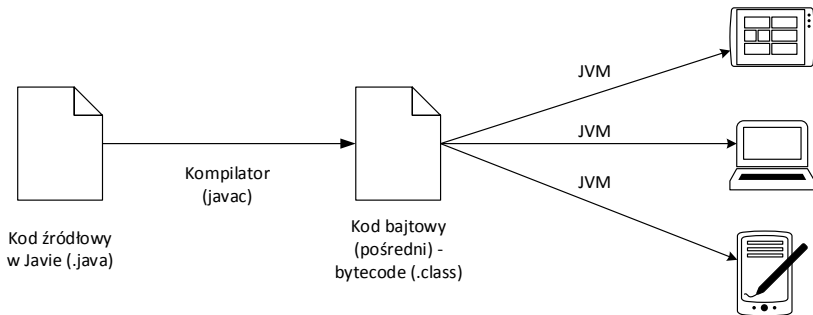 JVM
JVM
JVM
Kompilator
(javac)
Kod źródłowy
w Javie (.java)
Kod bajtowy
(pośredni) -
bytecode (.class)